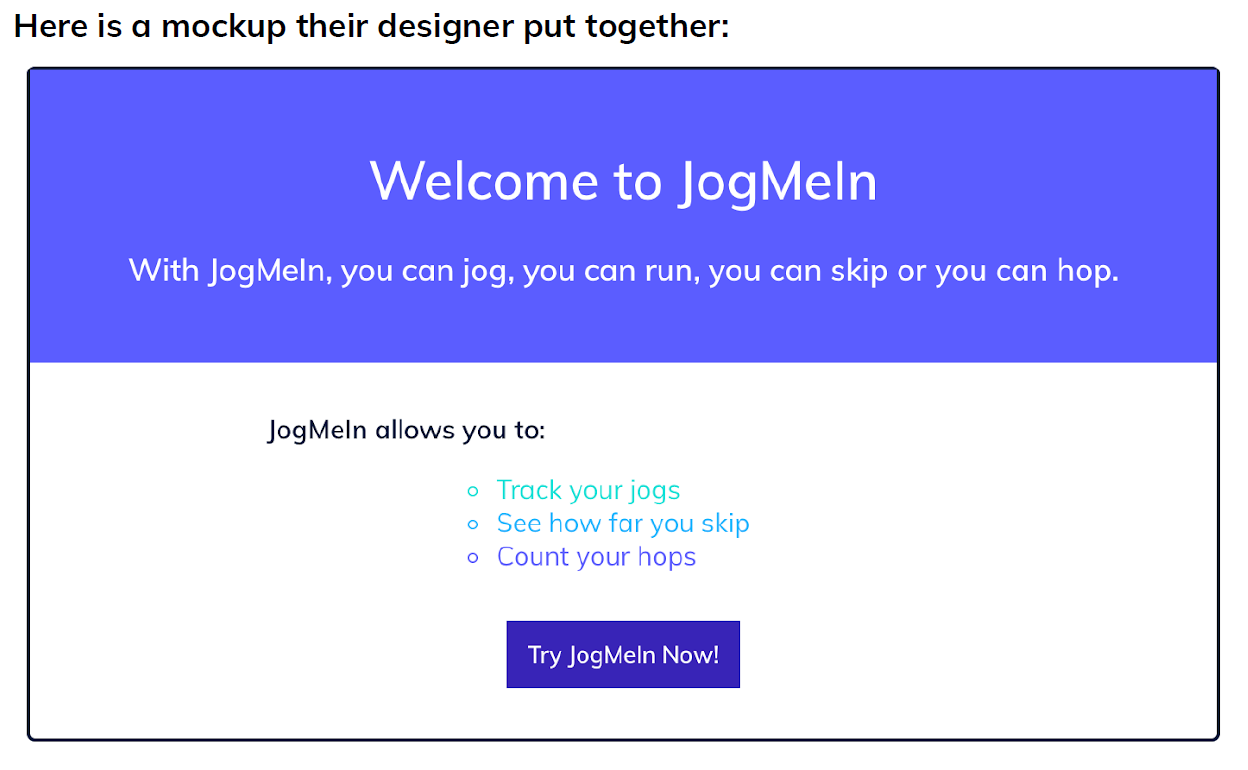 Here is a mockup their designer put together:
Welcome to JogMeIn
With JogMeIn, you can jog, you can run, you can skip or you can hop.
JogMeIn allows you to:
Track your jogs
See how far you skip
Count your hops
Try JogMeIn Now!